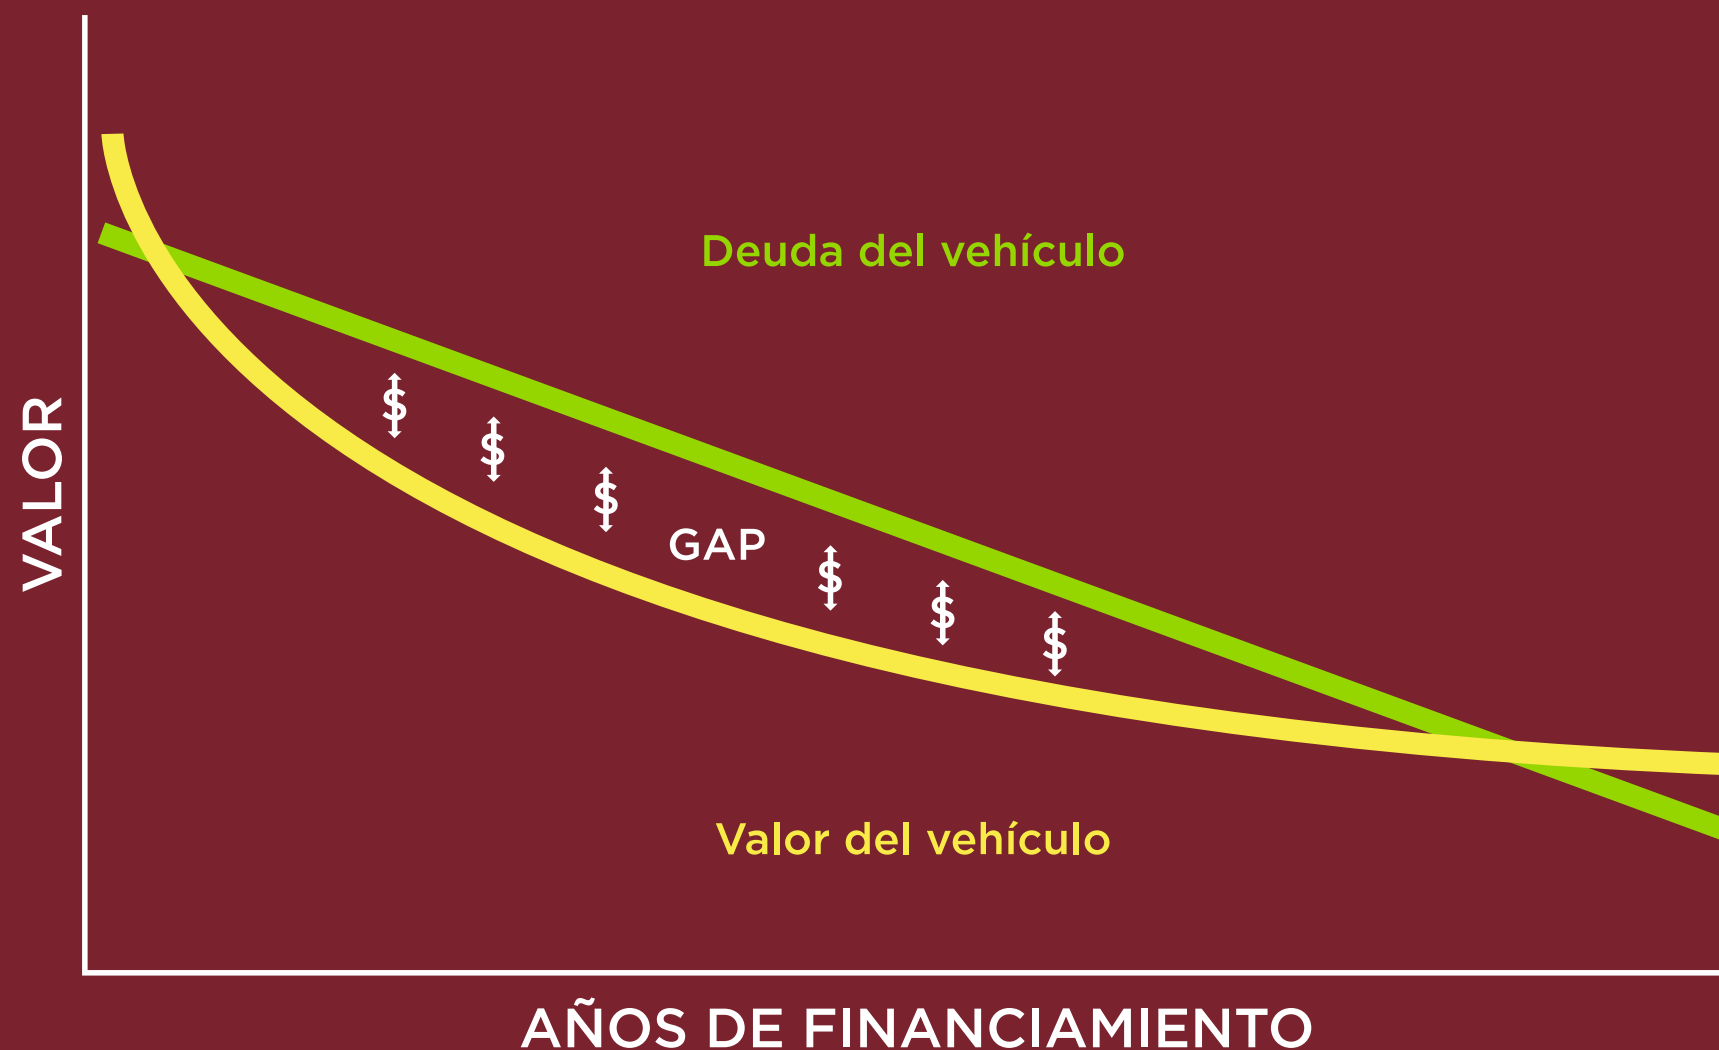 Deuda del vehículo
VALOR
$
$
$
GAP
$
$
$
Valor del vehículo
AÑOS DE FINANCIAMIENTO